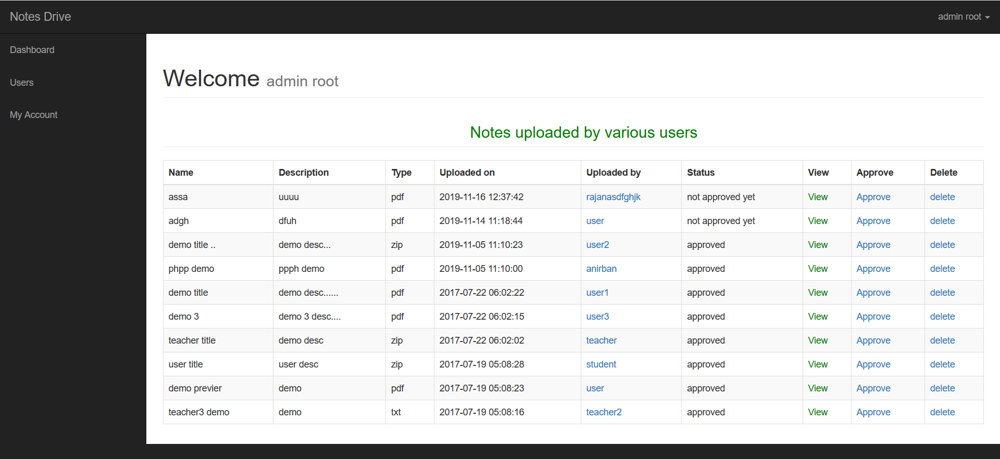 Notes Drive
admin root
Dashboard
Users
My Account
Welcome admin root
Notes uploaded by various users
Name Description Type Uploaded on Uploaded by Status View Approve Delete
assa uuuu pdf 2019-11-16 12:37:42 rajanasdfghjk not approved yet View Approve delete
adgh dfuh pdf 2019-11-14 11:18:44 user not approved yet View Approve delete
demo title .. demo desc... zip 2019-11-05 11:10:23 user2 approved View Approve delete
phpp demo ppph demo pdf 2019-11-05 11:10:00 anirban approved View Approve delete
demo title demo desc...... pdf 2017-07-22 06:02:22 user1 approved View Approve delete
demo 3 demo 3 desc.... pdf 2017-07-22 06:02:15 user3 approved View Approve delete
teacher title demo desc zip 2017-07-22 06:02:02 teacher approved View Approve delete
user title user desc zip 2017-07-19 05:08:28 student approved View Approve delete
demo previer demo pdf 2017-07-19 05:08:23 user approved View Approve delete
teacher3 demo demo txt 2017-07-19 05:08:16 teacher2 approved View Approve delete